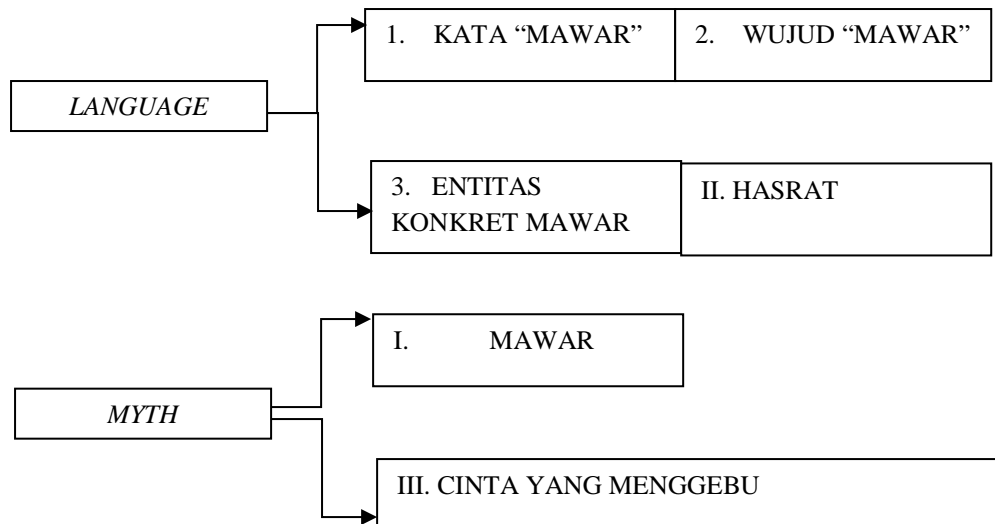 1. KATA “MAWAR”
2. WUJUD “MAWAR”
LANGUAGE
3. ENTITAS
KONKRET MAWAR
II. HASRAT
I. MAWAR
MYTH
III. CINTA YANG MENGGEBU